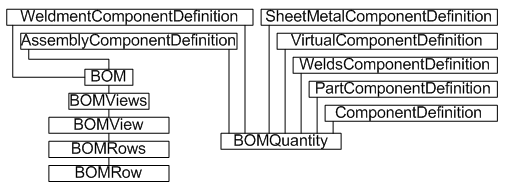 WeldmentComponentDefinition
SheetMetalComponentDefinition
AssemblyComponentDefinition
VirtualComponentDefinition
WeldsComponentDefinition
BOM
PartComponentDefinition
BOMViews
ComponentDefinition
BOMView
BOMQuantity
BOMRows
BOMRow